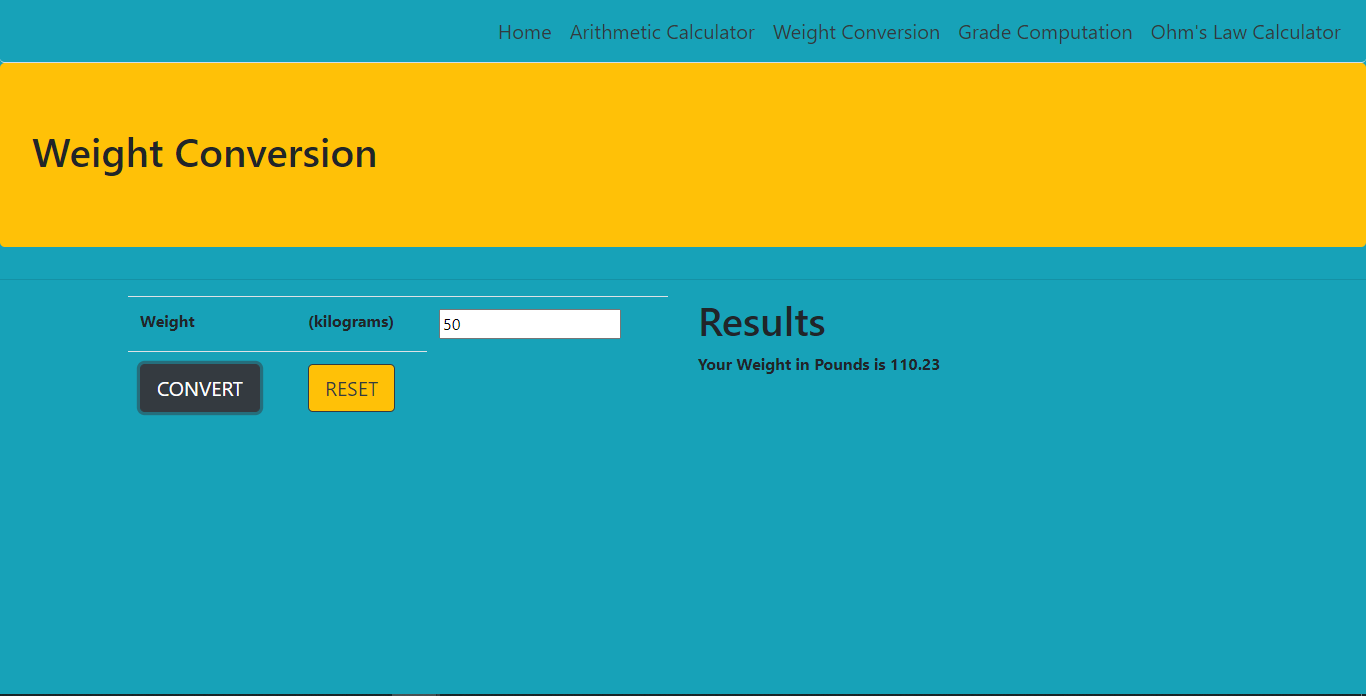 Home Arithmetic Calculator Weight Conversion Grade Computation Ohm's Law Calculator
Weight Conversion
Weight (kilograms) 50
CONVERT RESET
Results
Your Weight in Pounds is 110.23